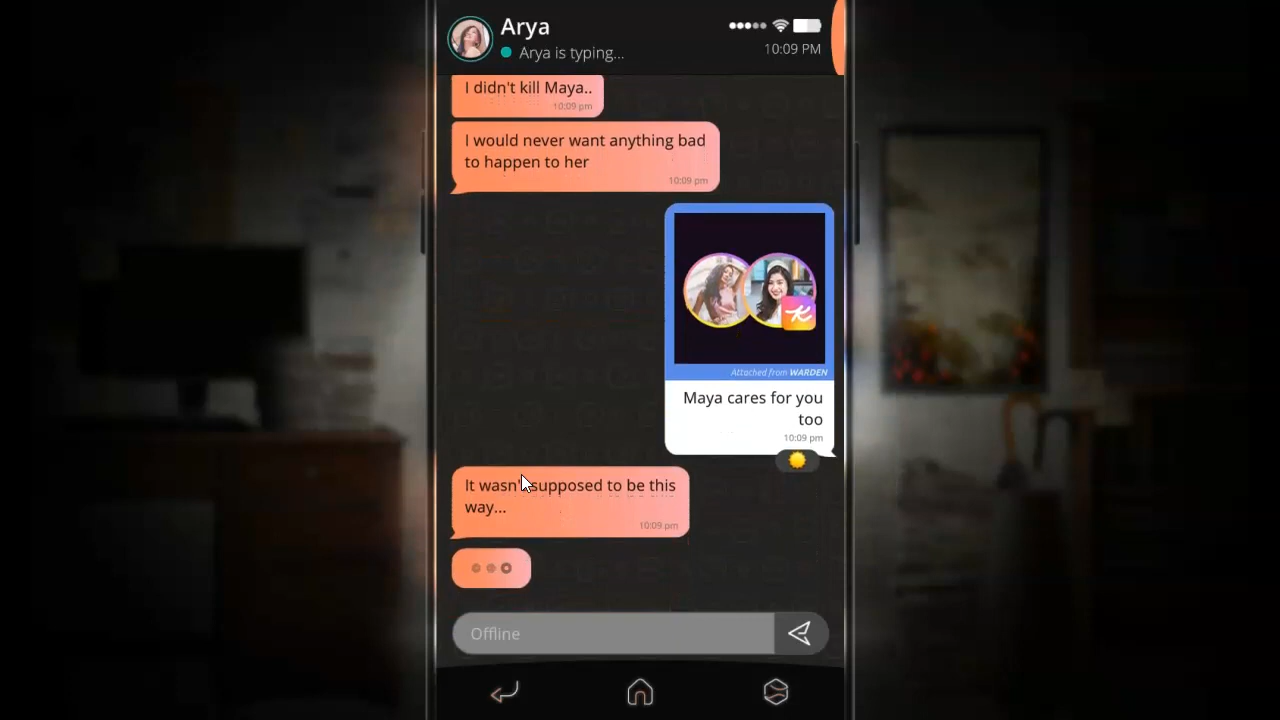 Arya
Arya is typing...
10:09 PM
I didn't kill Maya..
10:09 pm
I would never want anything bad
to happen to her
10:09 pm
Attached from WARDEN
Maya cares for you
too
10:09 pm
It wasn't supposed to be this
way...
10:09 pm
Offline